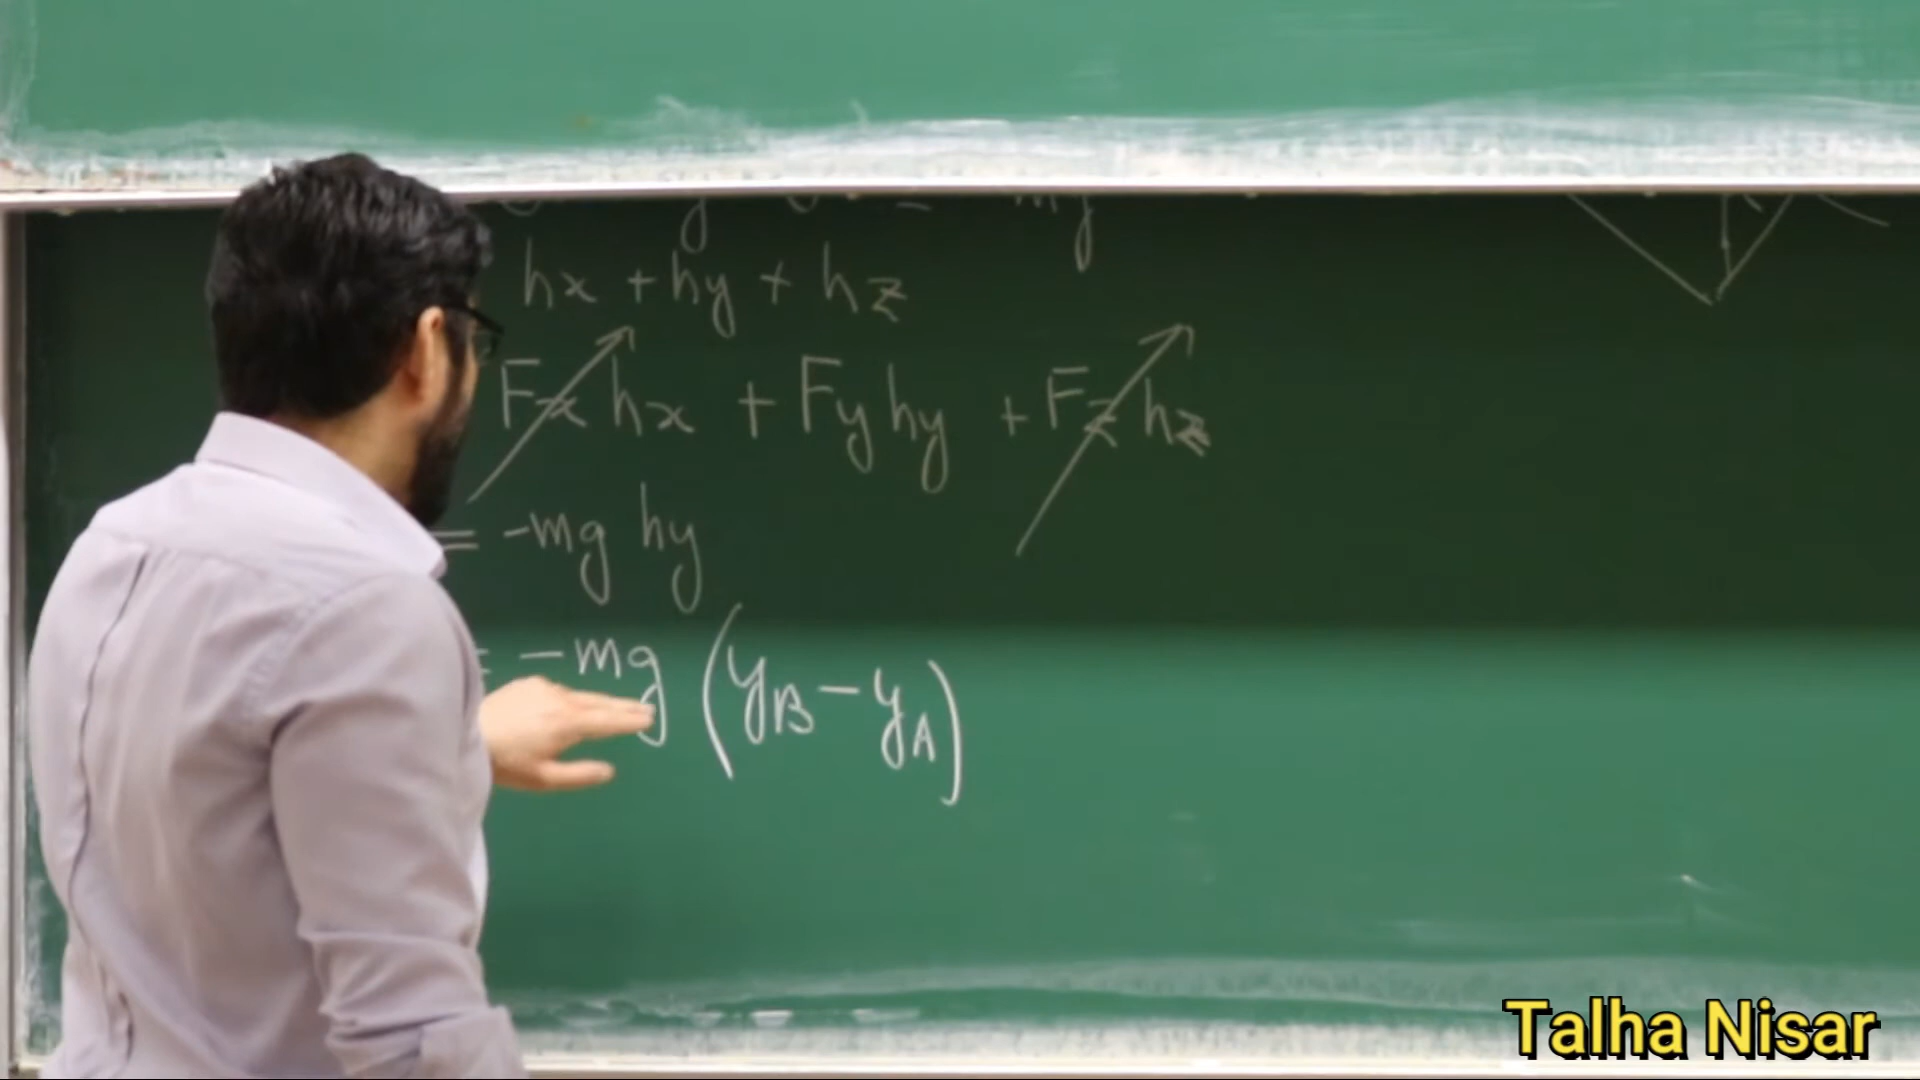 hx + hy + hz
Fx hx + Fy hy + Fz hz
= -mg hy
= -mg (yB - yA)
Talha Nisar